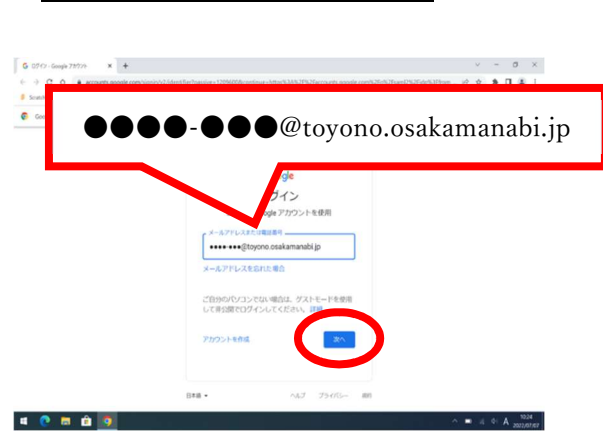 G ログイン - Google アカウント
●●●●-●●●@toyono.osakamanabi.jp
gle
グイン
ogle アカウントを使用
メールアドレスまたは電話番号
●●●●-●●●@toyono.osakamanabi.jp
メールアドレスを忘れた場合
ご自分のパソコンでない場合は、ゲストモードを使用
して非公開でログインしてください。詳細
アカウントを作成
次へ
日本語
ヘルプ プライバシー 規約
A 10:24
2022/07/07